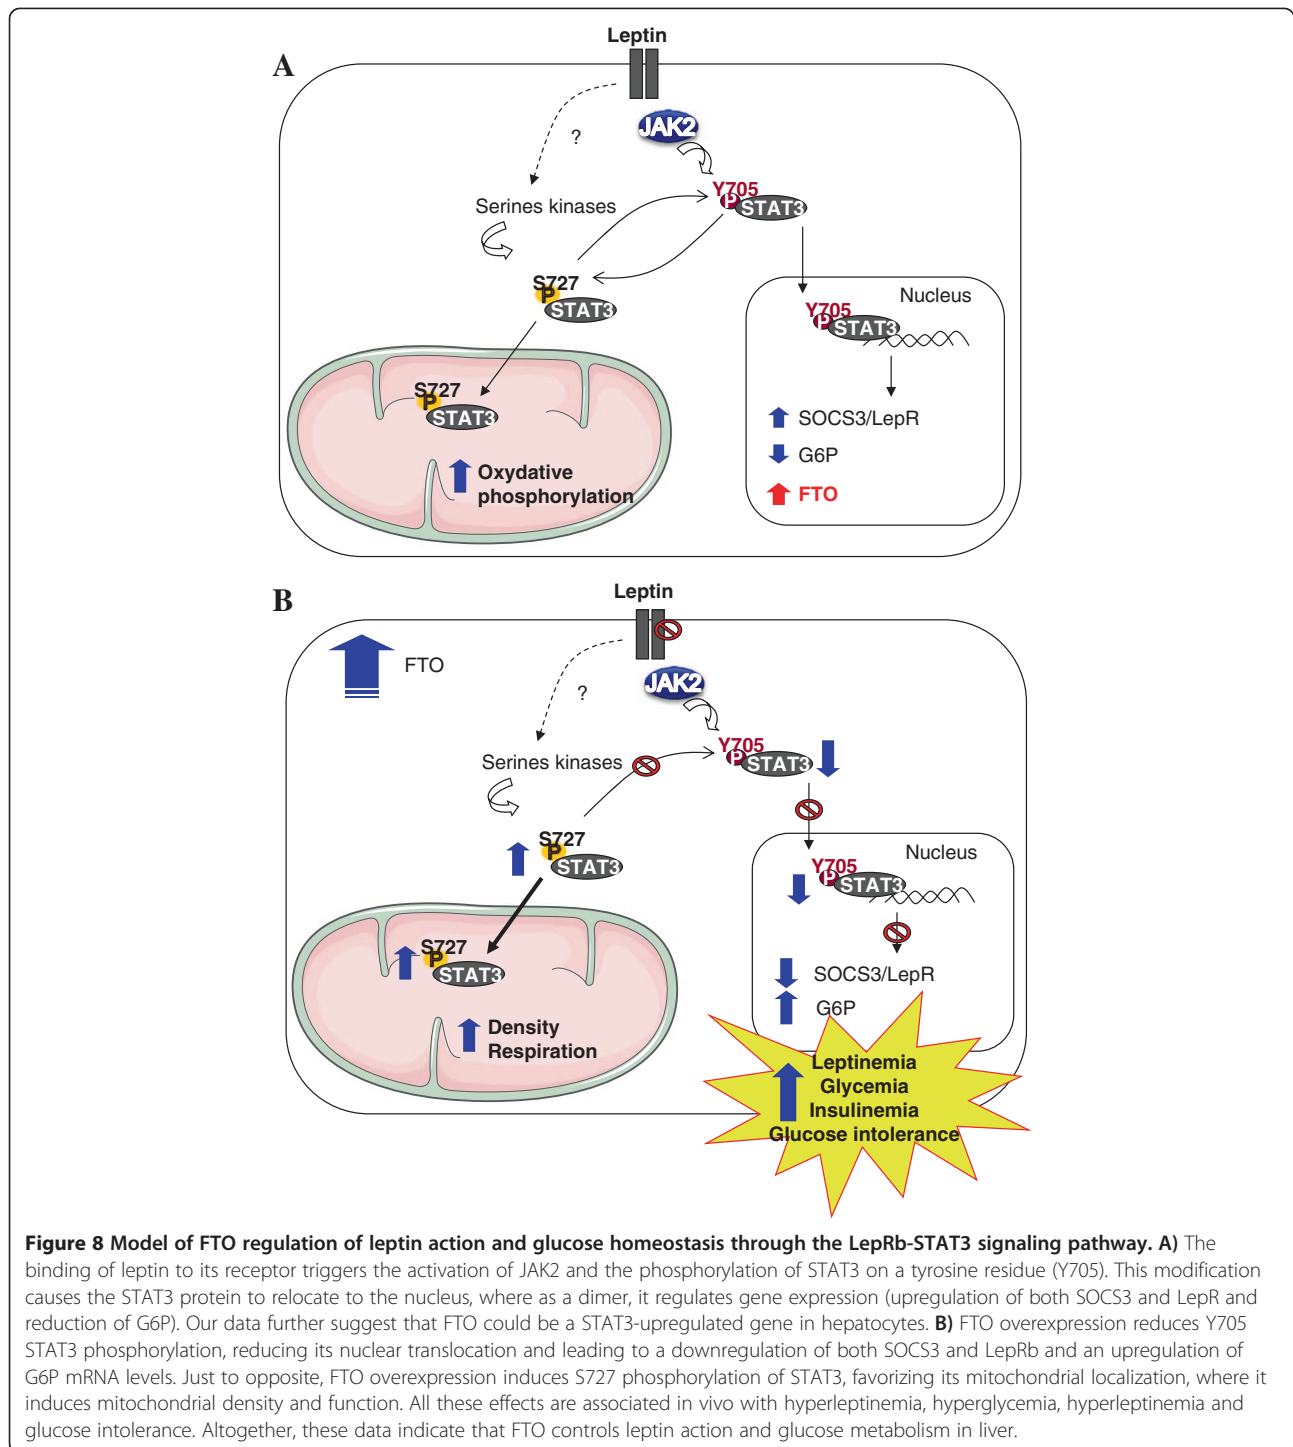 A
Leptin
JAK2
?
Y705
P STAT3
Serines kinases
S727
P
STAT3
Nucleus
Y705
P STAT3
S727
P
STAT3
SOCS3/LepR
G6P
FTO
Oxydative
phosphorylation
B
Leptin
FTO
JAK2
?
Y705
P STAT3
Serines kinases
S727
P
STAT3
Nucleus
Y705
P STAT3
S727
P
STAT3
SOCS3/LepR
G6P
Density
Respiration
Leptinemia
Glycemia
Insulinemia
Glucose intolerance
Figure 8 Model of FTO regulation of leptin action and glucose homeostasis through the LepRb-STAT3 signaling pathway. A) The
binding of leptin to its receptor triggers the activation of JAK2 and the phosphorylation of STAT3 on a tyrosine residue (Y705). This modification
causes the STAT3 protein to relocate to the nucleus, where as a dimer, it regulates gene expression (upregulation of both SOCS3 and LepR and
reduction of G6P). Our data further suggest that FTO could be a STAT3-upregulated gene in hepatocytes. B) FTO overexpression reduces Y705
STAT3 phosphorylation, reducing its nuclear translocation and leading to a downregulation of both SOCS3 and LepRb and an upregulation of
G6P mRNA levels. Just to opposite, FTO overexpression induces S727 phosphorylation of STAT3, favorizing its mitochondrial localization, where it
induces mitochondrial density and function. All these effects are associated in vivo with hyperleptinemia, hyperglycemia, hyperleptinemia and
glucose intolerance. Altogether, these data indicate that FTO controls leptin action and glucose metabolism in liver.